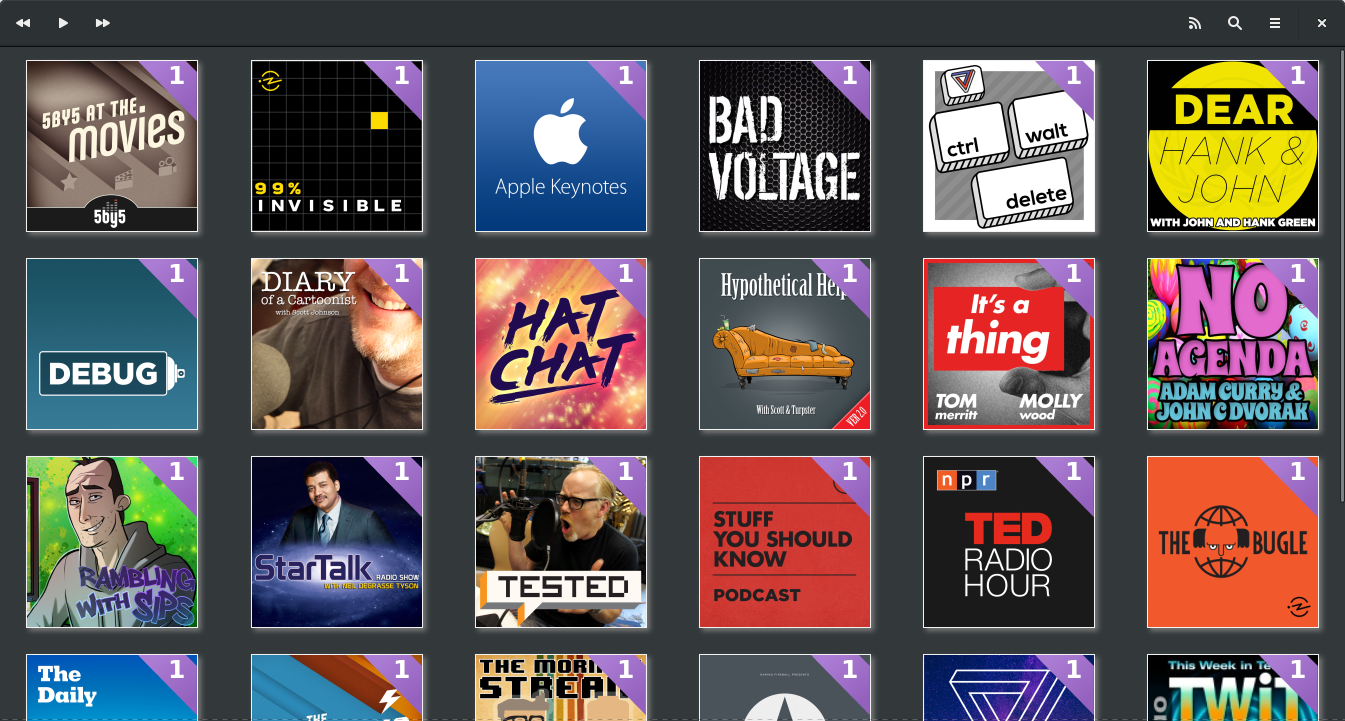 1
5BY5 AT THE
movies
5by5
1
99%
INVISIBLE
1
Apple Keynotes
1
BAD
VOLTAGE
1
ctrl
walt
delete
1
DEAR
HANK &
JOHN
WITH JOHN AND HANK GREEN
1
DEBUG
1
DIARY
of a Cartoonist
with Scott Johnson
1
HAT
CHAT
1
Hypothetical Help
With Scott & Turpster
VER 2.0
1
It's a
thing
TOM
merritt
MOLLY
wood
1
NO
AGENDA
ADAM CURRY &
JOHN C DVORAK
1
RAMBLING
WITH SIPS
1
StarTalk
RADIO SHOW
WITH NEIL DEGRASSE TYSON
1
TESTED
1
STUFF
YOU SHOULD
KNOW
PODCAST
1
npr
TED
RADIO
HOUR
1
THE BUGLE
1
The
Daily
1
THE
1
THE MORNING
STREAM
1
DARING FIREBALL PRESENTS
1
1
This Week in Te
TWiT